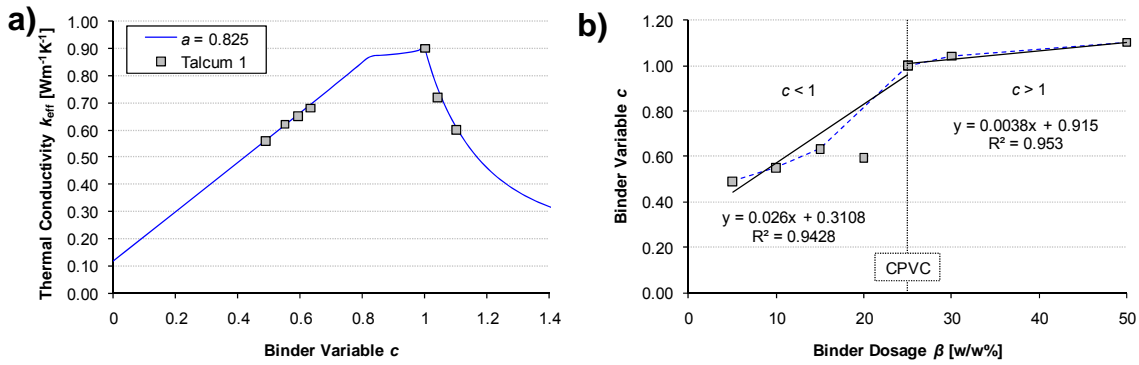 a)
Thermal Conductivity keff [Wm-1K-1]
1.00
0.90
0.80
0.70
0.60
0.50
0.40
0.30
0.20
0.10
0.00
a = 0.825
Talcum 1
0 0.2 0.4 0.6 0.8 1 1.2 1.4
Binder Variable c
b)
Binder Variable c
1.20
1.00
0.80
0.60
0.40
0.20
0.00
c < 1
c > 1
y = 0.0038x + 0.915
R² = 0.953
y = 0.026x + 0.3108
R² = 0.9428
CPVC
0 10 20 30 40 50
Binder Dosage β [w/w%]